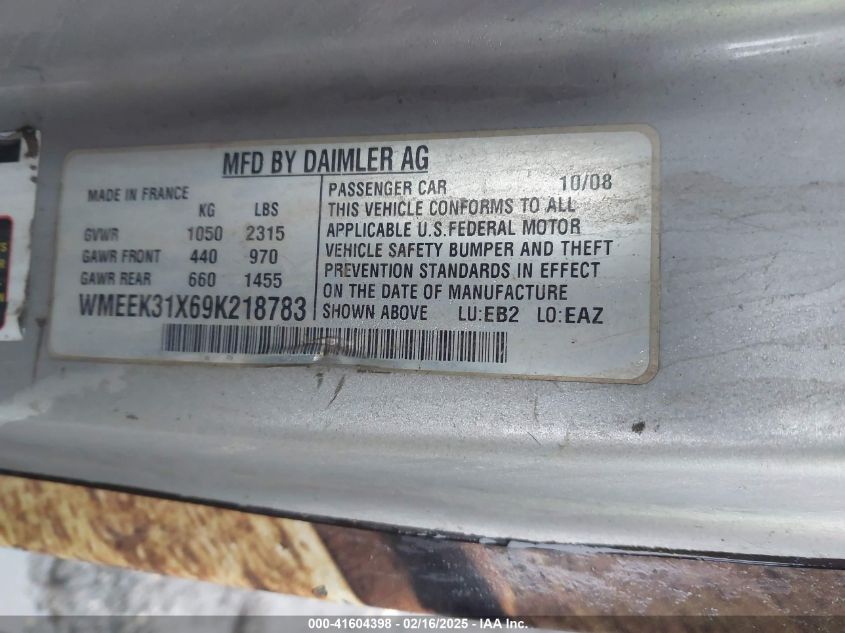 MFD BY DAIMLER AG
MADE IN FRANCE
KG LBS
GVWR 1050 2315
GAWR FRONT 440 970
GAWR REAR 660 1455
WMEEK31X69K218783
PASSENGER CAR 10/08
THIS VEHICLE CONFORMS TO ALL
APPLICABLE U.S. FEDERAL MOTOR
VEHICLE SAFETY BUMPER AND THEFT
PREVENTION STANDARDS IN EFFECT
ON THE DATE OF MANUFACTURE
SHOWN ABOVE LU:EB2 LO:EAZ
000-41604398 - 02/16/2025 - IAA Inc.